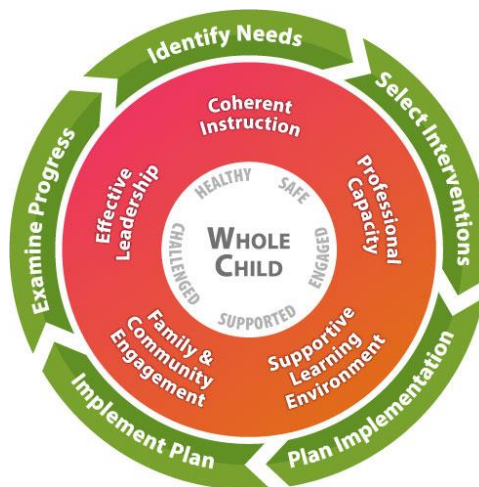 Identify Needs
Select Interventions
Plan Implementation
Implement Plan
Examine Progress
Coherent
Instruction
Professional
Capacity
Supportive
Learning
Environment
Family &
Community
Engagement
Effective
Leadership
HEALTHY
SAFE
ENGAGED
SUPPORTED
CHALLENGED
WHOLE
CHILD